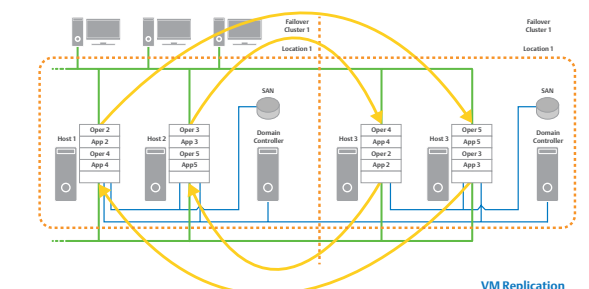 Failover
Cluster 1
Location 1
Failover
Cluster 1
Location 1
SAN
SAN
Host 1
Oper 2
App 2
Oper 4
App 4
Host 2
Oper 3
App 3
Oper 5
App5
Domain
Controller
Host 3
Oper 4
App 4
Oper 2
App 2
Host 3
Oper 5
App 5
Oper 3
App 3
Domain
Controller
VM Replication